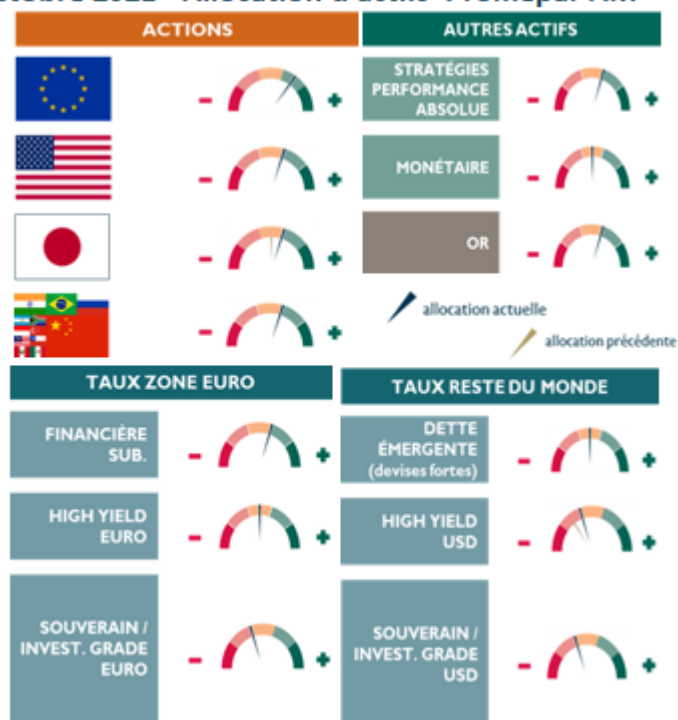 ACTIONS
AUTRES ACTIFS
STRATÉGIES
PERFORMANCE
ABSOLUE
MONÉTAIRE
OR
allocation actuelle
allocation précédente
TAUX ZONE EURO
TAUX RESTE DU MONDE
FINANCIÈRE
SUB.
DETTE
ÉMERGENTE
(devises fortes)
HIGH YIELD
EURO
HIGH YIELD
USD
SOUVERAIN /
INVEST. GRADE
EURO
SOUVERAIN /
INVEST. GRADE
USD